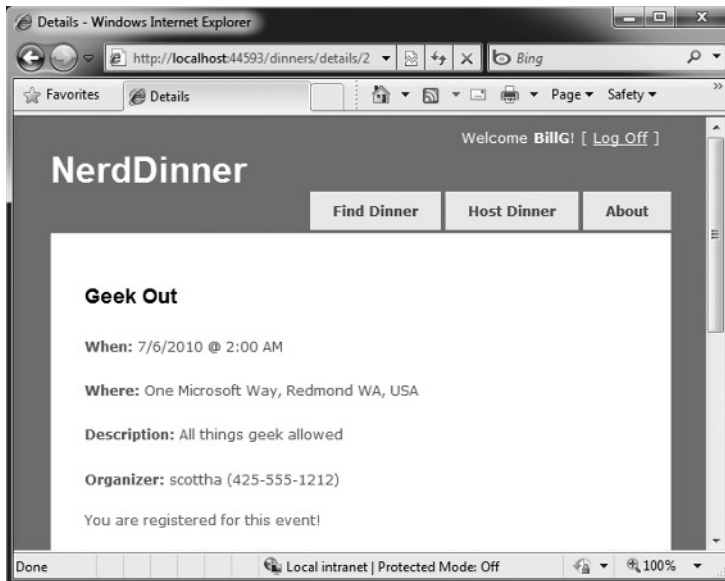 Details - Windows Internet Explorer
http://localhost:44593/dinners/details/2
Bing
Favorites
Details
Page
Safety
Welcome BillG! [ Log Off ]
NerdDinner
Find Dinner
Host Dinner
About
Geek Out
When: 7/6/2010 @ 2:00 AM
Where: One Microsoft Way, Redmond WA, USA
Description: All things geek allowed
Organizer: scottha (425-555-1212)
You are registered for this event!
Done
Local intranet | Protected Mode: Off
100%